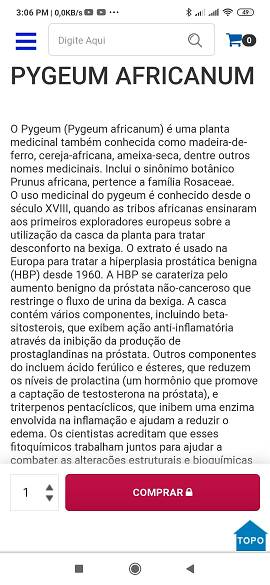 3:06 PM | 0,0KB/s ... 49
Digite Aqui
0
PYGEUM AFRICANUM
O Pygeum (Pygeum africanum) é uma planta
medicinal também conhecida como madeira-de-
ferro, cereja-africana, ameixa-seca, dentre outros
nomes medicinais. Inclui o sinônimo botânico
Prunus africana, pertence a família Rosaceae.
O uso medicinal do pygeum é conhecido desde o
século XVIII, quando as tribos africanas ensinaram
aos primeiros exploradores europeus sobre a
utilização da casca da planta para tratar
desconforto na bexiga. O extrato é usado na
Europa para tratar a hiperplasia prostática benigna
(HBP) desde 1960. A HBP se carateriza pelo
aumento benigno da próstata não-canceroso que
restringe o fluxo de urina da bexiga. A casca
contém vários componentes, incluindo beta-
sitosterois, que exibem ação anti-inflamatória
através da inibição da produção de
prostaglandinas na próstata. Outros componentes
do incluem ácido ferúlico e ésteres, que reduzem
os níveis de prolactina (um hormônio que promove
a captação de testosterona na próstata), e
triterpenos pentacíclicos, que inibem uma enzima
envolvida na inflamação e ajudam a reduzir o
edema. Os cientistas acreditam que esses
fitoquímicos trabalham juntos para ajudar a
combater as alterações estruturais e bioquímicas
1
COMPRAR
TOPO